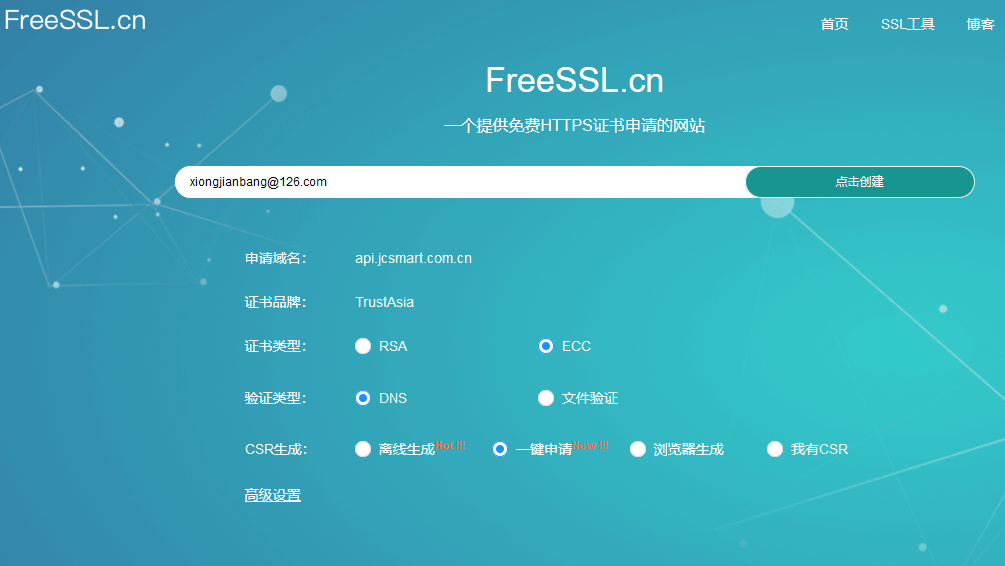 FreeSSL.cn
首页 SSL工具 博客
FreeSSL.cn
一个提供免费HTTPS证书申请的网站
xiongjianbang@126.com 点击创建
申请域名： api.jcsmart.com.cn
证书品牌： TrustAsia
证书类型： RSA ECC
验证类型： DNS 文件验证
CSR生成： 离线生成Hot !!! 一键申请New !!! 浏览器生成 我有CSR
高级设置